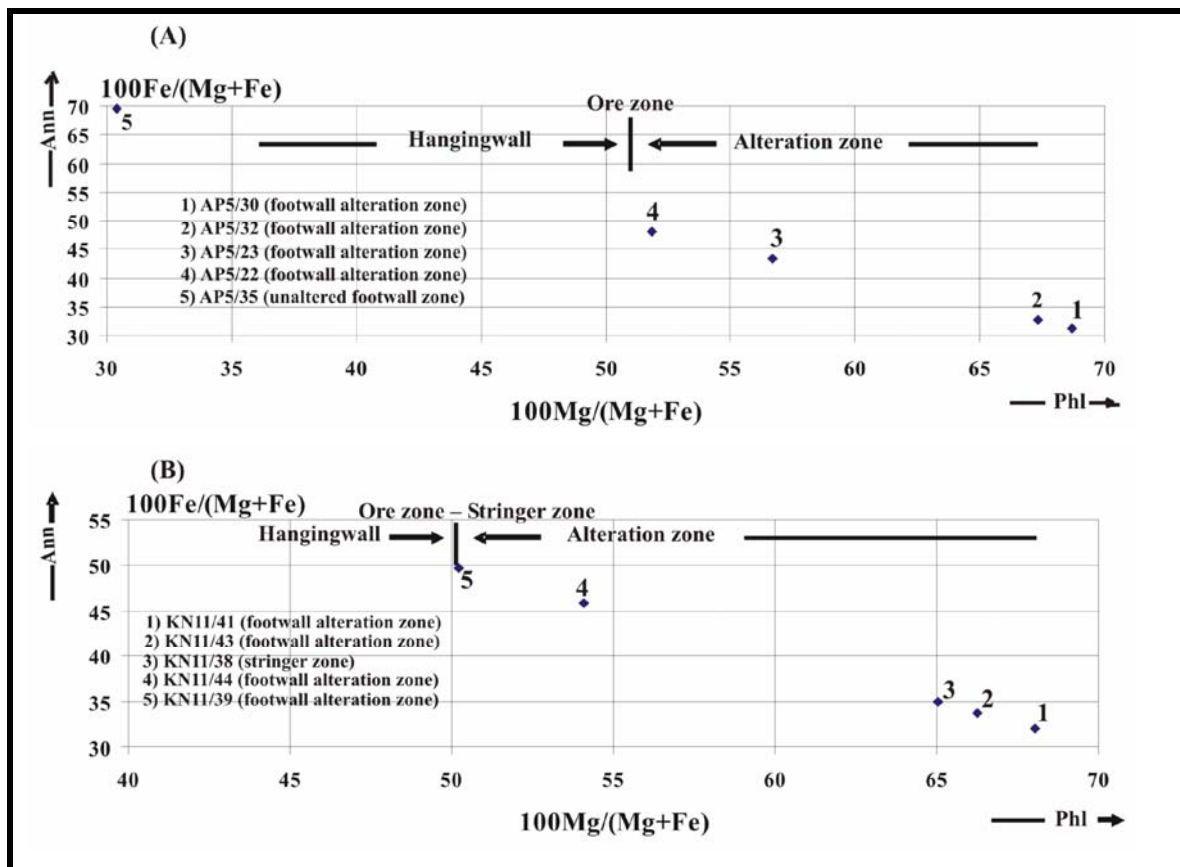 (A)
Ann
100Fe/(Mg+Fe)
Ore zone
Hangingwall
Alteration zone
70
65
60
55
50
45
40
35
30
5
4
3
2
1
1) AP5/30 (footwall alteration zone)
2) AP5/32 (footwall alteration zone)
3) AP5/23 (footwall alteration zone)
4) AP5/22 (footwall alteration zone)
5) AP5/35 (unaltered footwall zone)
30 35 40 45 50 55 60 65 70
100Mg/(Mg+Fe)
Phl
(B)
Ann
100Fe/(Mg+Fe)
Ore zone – Stringer zone
Hangingwall
Alteration zone
55
50
45
40
35
30
5
4
3
2
1
1) KN11/41 (footwall alteration zone)
2) KN11/43 (footwall alteration zone)
3) KN11/38 (stringer zone)
4) KN11/44 (footwall alteration zone)
5) KN11/39 (footwall alteration zone)
40 50 55 60 65 70
100Mg/(Mg+Fe)
Phl